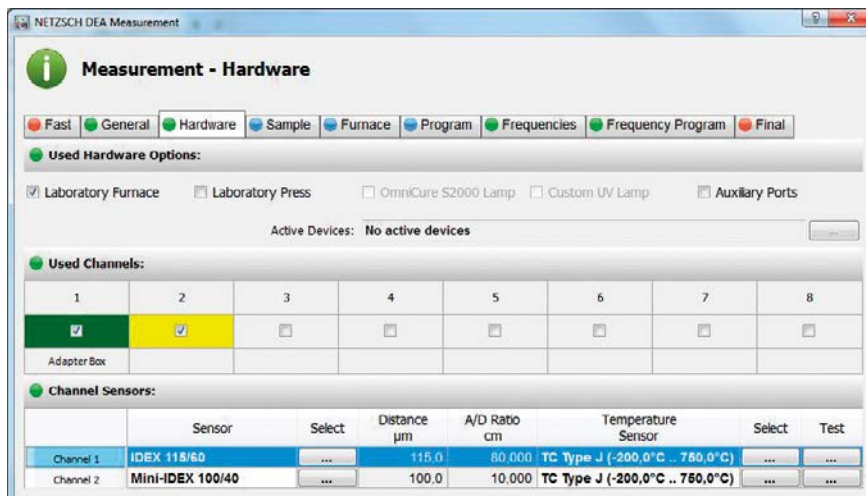 NETZSCH DEA Measurement
Measurement - Hardware
Fast General Hardware Sample Furnace Program Frequencies Frequency Program Final
Used Hardware Options:
Laboratory Furnace Laboratory Press OmniCure S2000 Lamp Custom UV Lamp Auxiliary Ports
Active Devices: No active devices ...
Used Channels:
1 2 3 4 5 6 7 8
Adapter Box
Channel Sensors:
Sensor Select Distance µm A/D Ratio cm Temperature Sensor Select Test
Channel 1 IDEX 115/60 ... 115,0 80,000 TC Type J (-200,0°C .. 750,0°C) ... ...
Channel 2 Mini-IDEX 100/40 ... 100,0 10,000 TC Type J (-200,0°C .. 750,0°C) ... ...